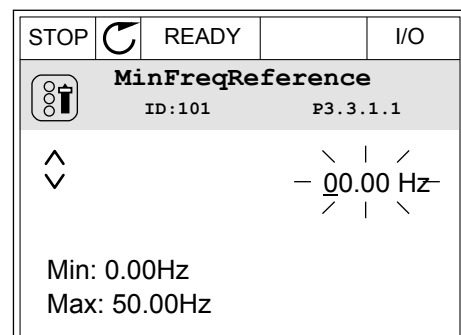 STOP READY I/O
MinFreqReference
ID:101 P3.3.1.1
00.00 Hz
Min: 0.00Hz
Max: 50.00Hz